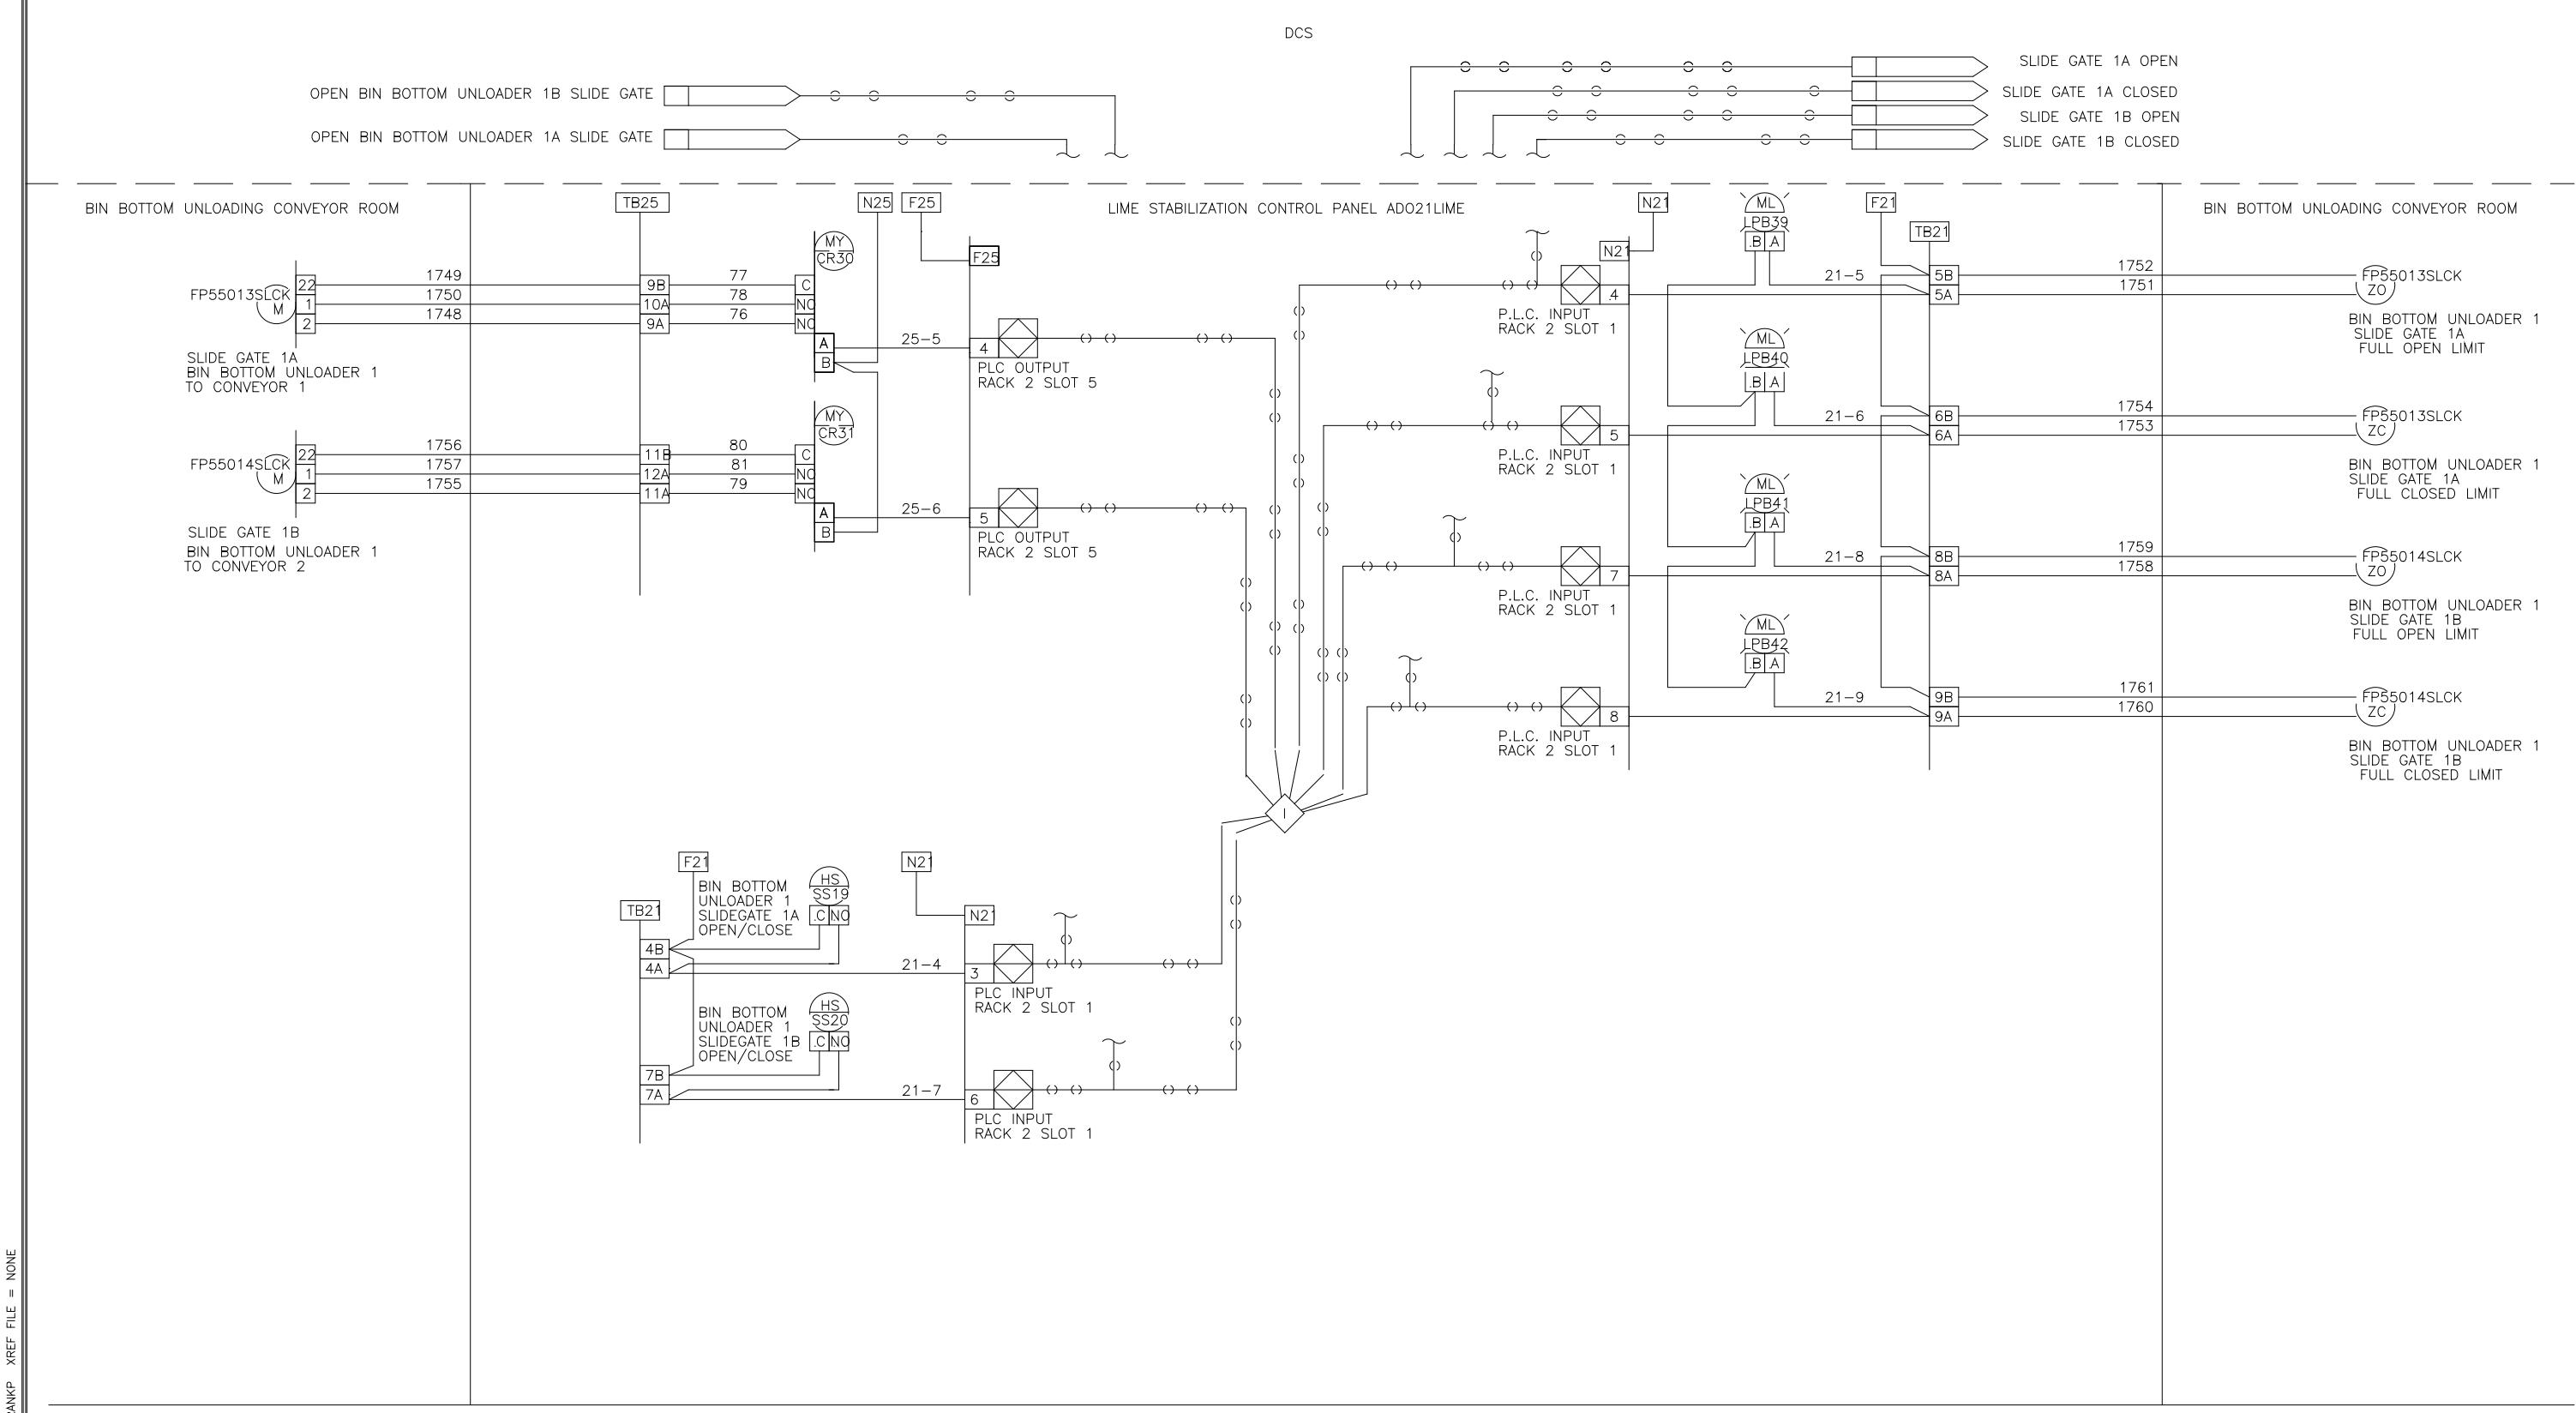 DCS
OPEN BIN BOTTOM UNLOADER 1B SLIDE GATE
OPEN BIN BOTTOM UNLOADER 1A SLIDE GATE
SLIDE GATE 1A OPEN
SLIDE GATE 1A CLOSED
SLIDE GATE 1B OPEN
SLIDE GATE 1B CLOSED
BIN BOTTOM UNLOADING CONVEYOR ROOM
LIME STABILIZATION CONTROL PANEL ADO21LIME
BIN BOTTOM UNLOADING CONVEYOR ROOM
TB25
N25
F25
F25
MY
CR30
FP55013SLCK
M
22
1
2
1749
1750
1748
9B
10A
9A
77
78
76
C
NO
NC
A
B
25-5
4
PLC OUTPUT
RACK 2 SLOT 5
SLIDE GATE 1A
BIN BOTTOM UNLOADER 1
TO CONVEYOR 1
MY
CR31
FP55014SLCK
M
22
1
2
1756
1757
1755
11B
12A
11A
80
81
79
C
NO
NC
A
B
25-6
5
PLC OUTPUT
RACK 2 SLOT 5
SLIDE GATE 1B
BIN BOTTOM UNLOADER 1
TO CONVEYOR 2
N21
N21
F21
TB21
ML
LPB39
.B A
4
P.L.C. INPUT
RACK 2 SLOT 1
21-5
5B
5A
1752
1751
FP55013SLCK
ZO
BIN BOTTOM UNLOADER 1
SLIDE GATE 1A
FULL OPEN LIMIT
ML
LPB40
.B A
5
P.L.C. INPUT
RACK 2 SLOT 1
21-6
6B
6A
1754
1753
FP55013SLCK
ZC
BIN BOTTOM UNLOADER 1
SLIDE GATE 1A
FULL CLOSED LIMIT
ML
LPB41
.B A
7
P.L.C. INPUT
RACK 2 SLOT 1
21-8
8B
8A
1759
1758
FP55014SLCK
ZO
BIN BOTTOM UNLOADER 1
SLIDE GATE 1B
FULL OPEN LIMIT
ML
LPB42
.B A
8
P.L.C. INPUT
RACK 2 SLOT 1
21-9
9B
9A
1761
1760
FP55014SLCK
ZC
BIN BOTTOM UNLOADER 1
SLIDE GATE 1B
FULL CLOSED LIMIT
I
F21
N21
TB21
N21
BIN BOTTOM
UNLOADER 1
SLIDEGATE 1A
OPEN/CLOSE
HS
SS19
.C NO
4B
4A
21-4
3
PLC INPUT
RACK 2 SLOT 1
BIN BOTTOM
UNLOADER 1
SLIDEGATE 1B
OPEN/CLOSE
HS
SS20
.C NO
7B
7A
21-7
6
PLC INPUT
RACK 2 SLOT 1
XREF FILE = NONE